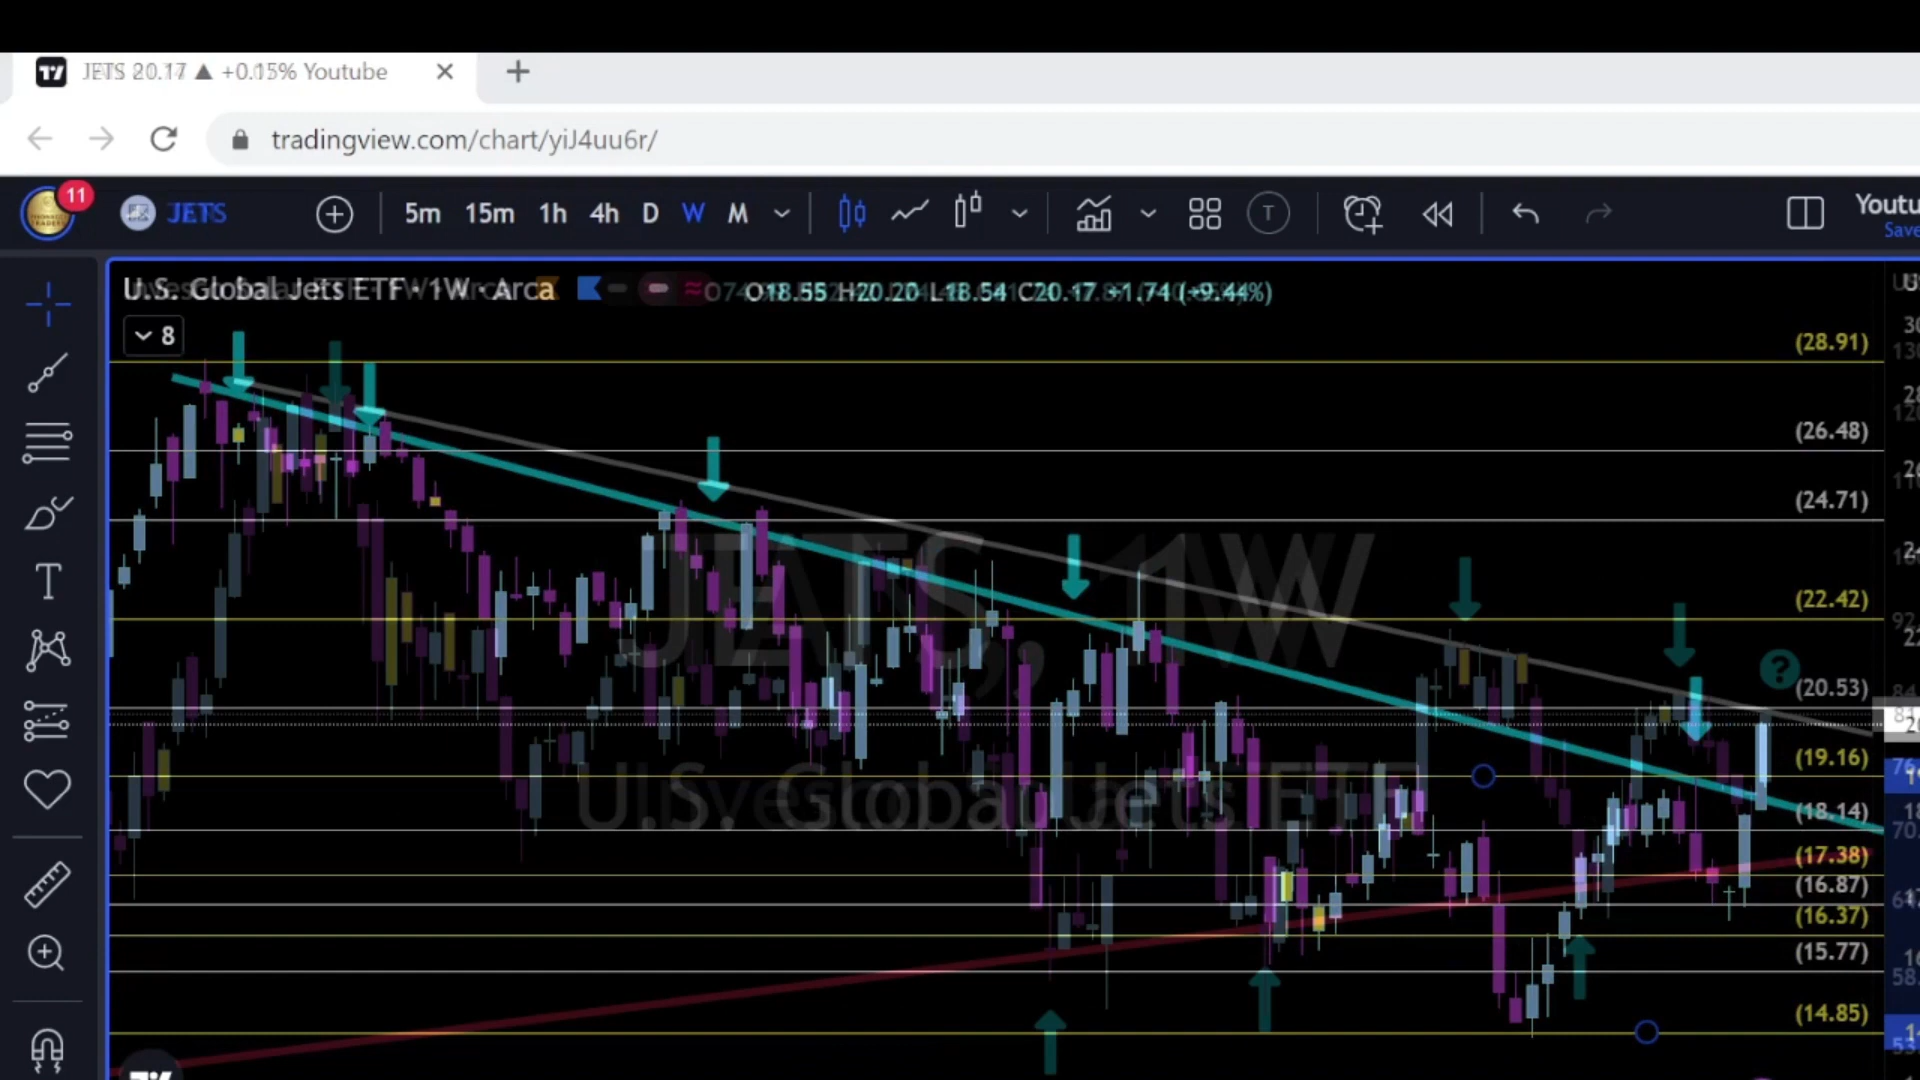 JETS 20.17 ▲ +0.15% Youtube
tradingview.com/chart/yiJ4uu6r/
11
JETS
5m 15m 1h 4h D W M
T
Youtu
Save
U.S. Global Jets ETF · 1W · Arca
O18.55 H20.20 L18.54 C20.17 +1.74 (+9.44%)
8
(28.91)
(26.48)
(24.71)
JETS, 1W
(22.42)
?
(20.53)
(19.16)
U.S. Global Jets ETF
(18.14)
(17.38)
(16.87)
(16.37)
(15.77)
(14.85)
T